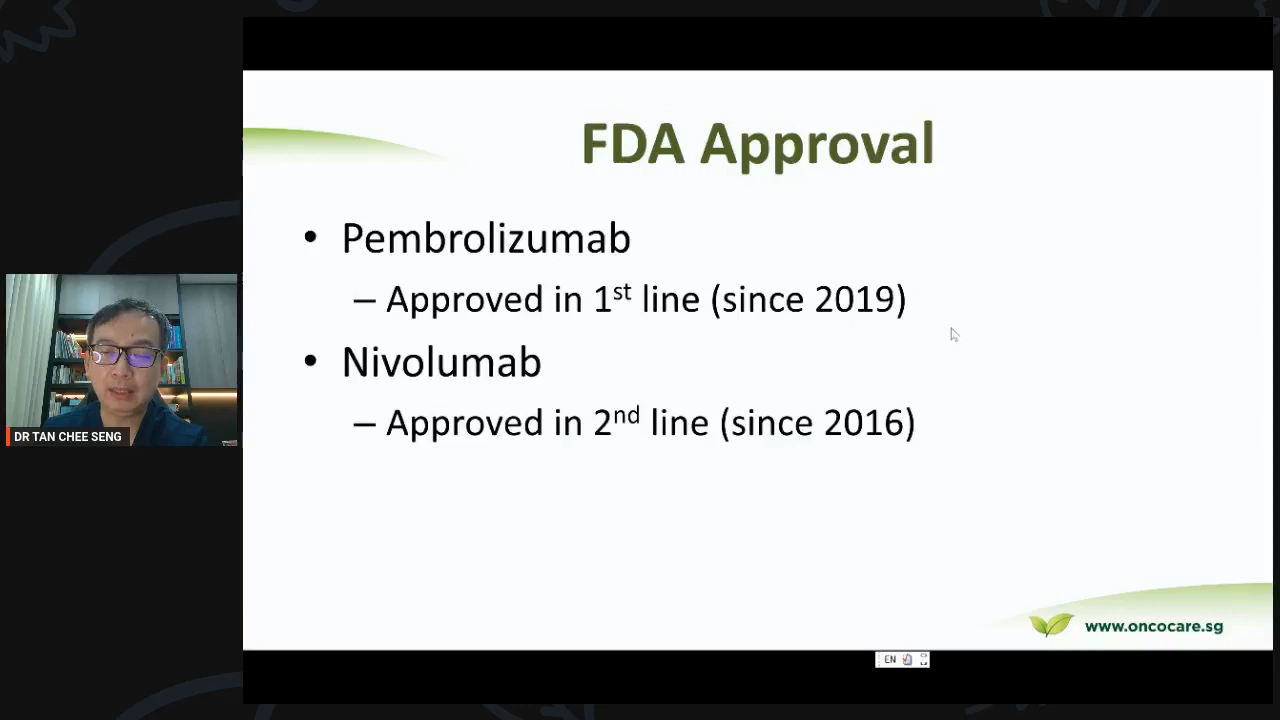 FDA Approval
• Pembrolizumab
– Approved in 1st line (since 2019)
• Nivolumab
– Approved in 2nd line (since 2016)
DR TAN CHEE SENG
www.oncocare.sg
EN